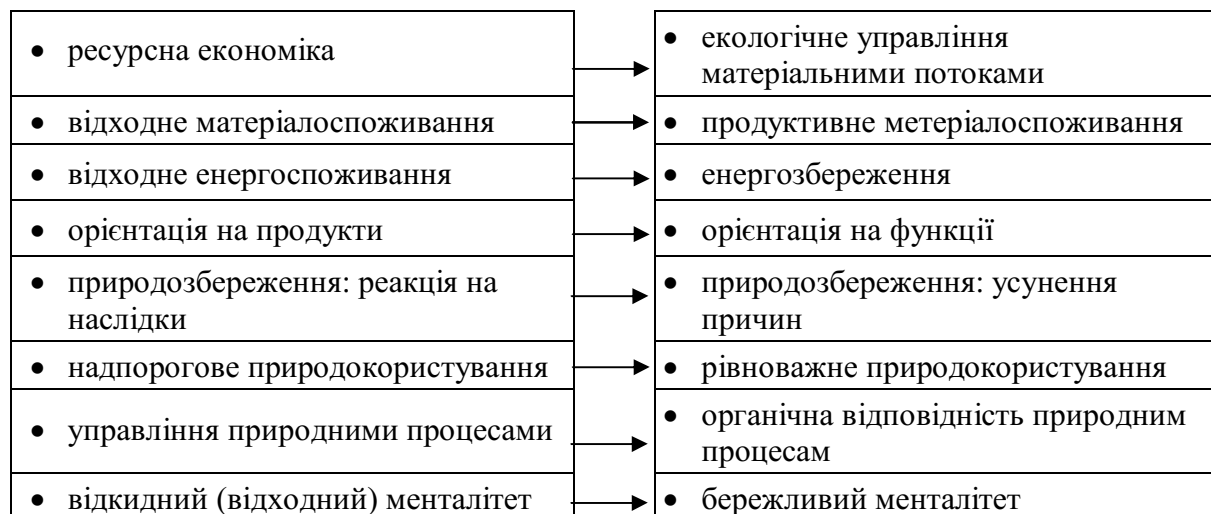 • ресурсна економіка
• екологічне управління
матеріальними потоками
• відходне матеріалоспоживання
• продуктивне метеріалоспоживання
• відходне енергоспоживання
• енергозбереження
• орієнтація на продукти
• орієнтація на функції
• природозбереження: реакція на
наслідки
• природозбереження: усунення
причин
• надпорогове природокористування
• рівноважне природокористування
• управління природними процесами
• органічна відповідність природним
процесам
• відкидний (відходний) менталітет
• бережливий менталітет